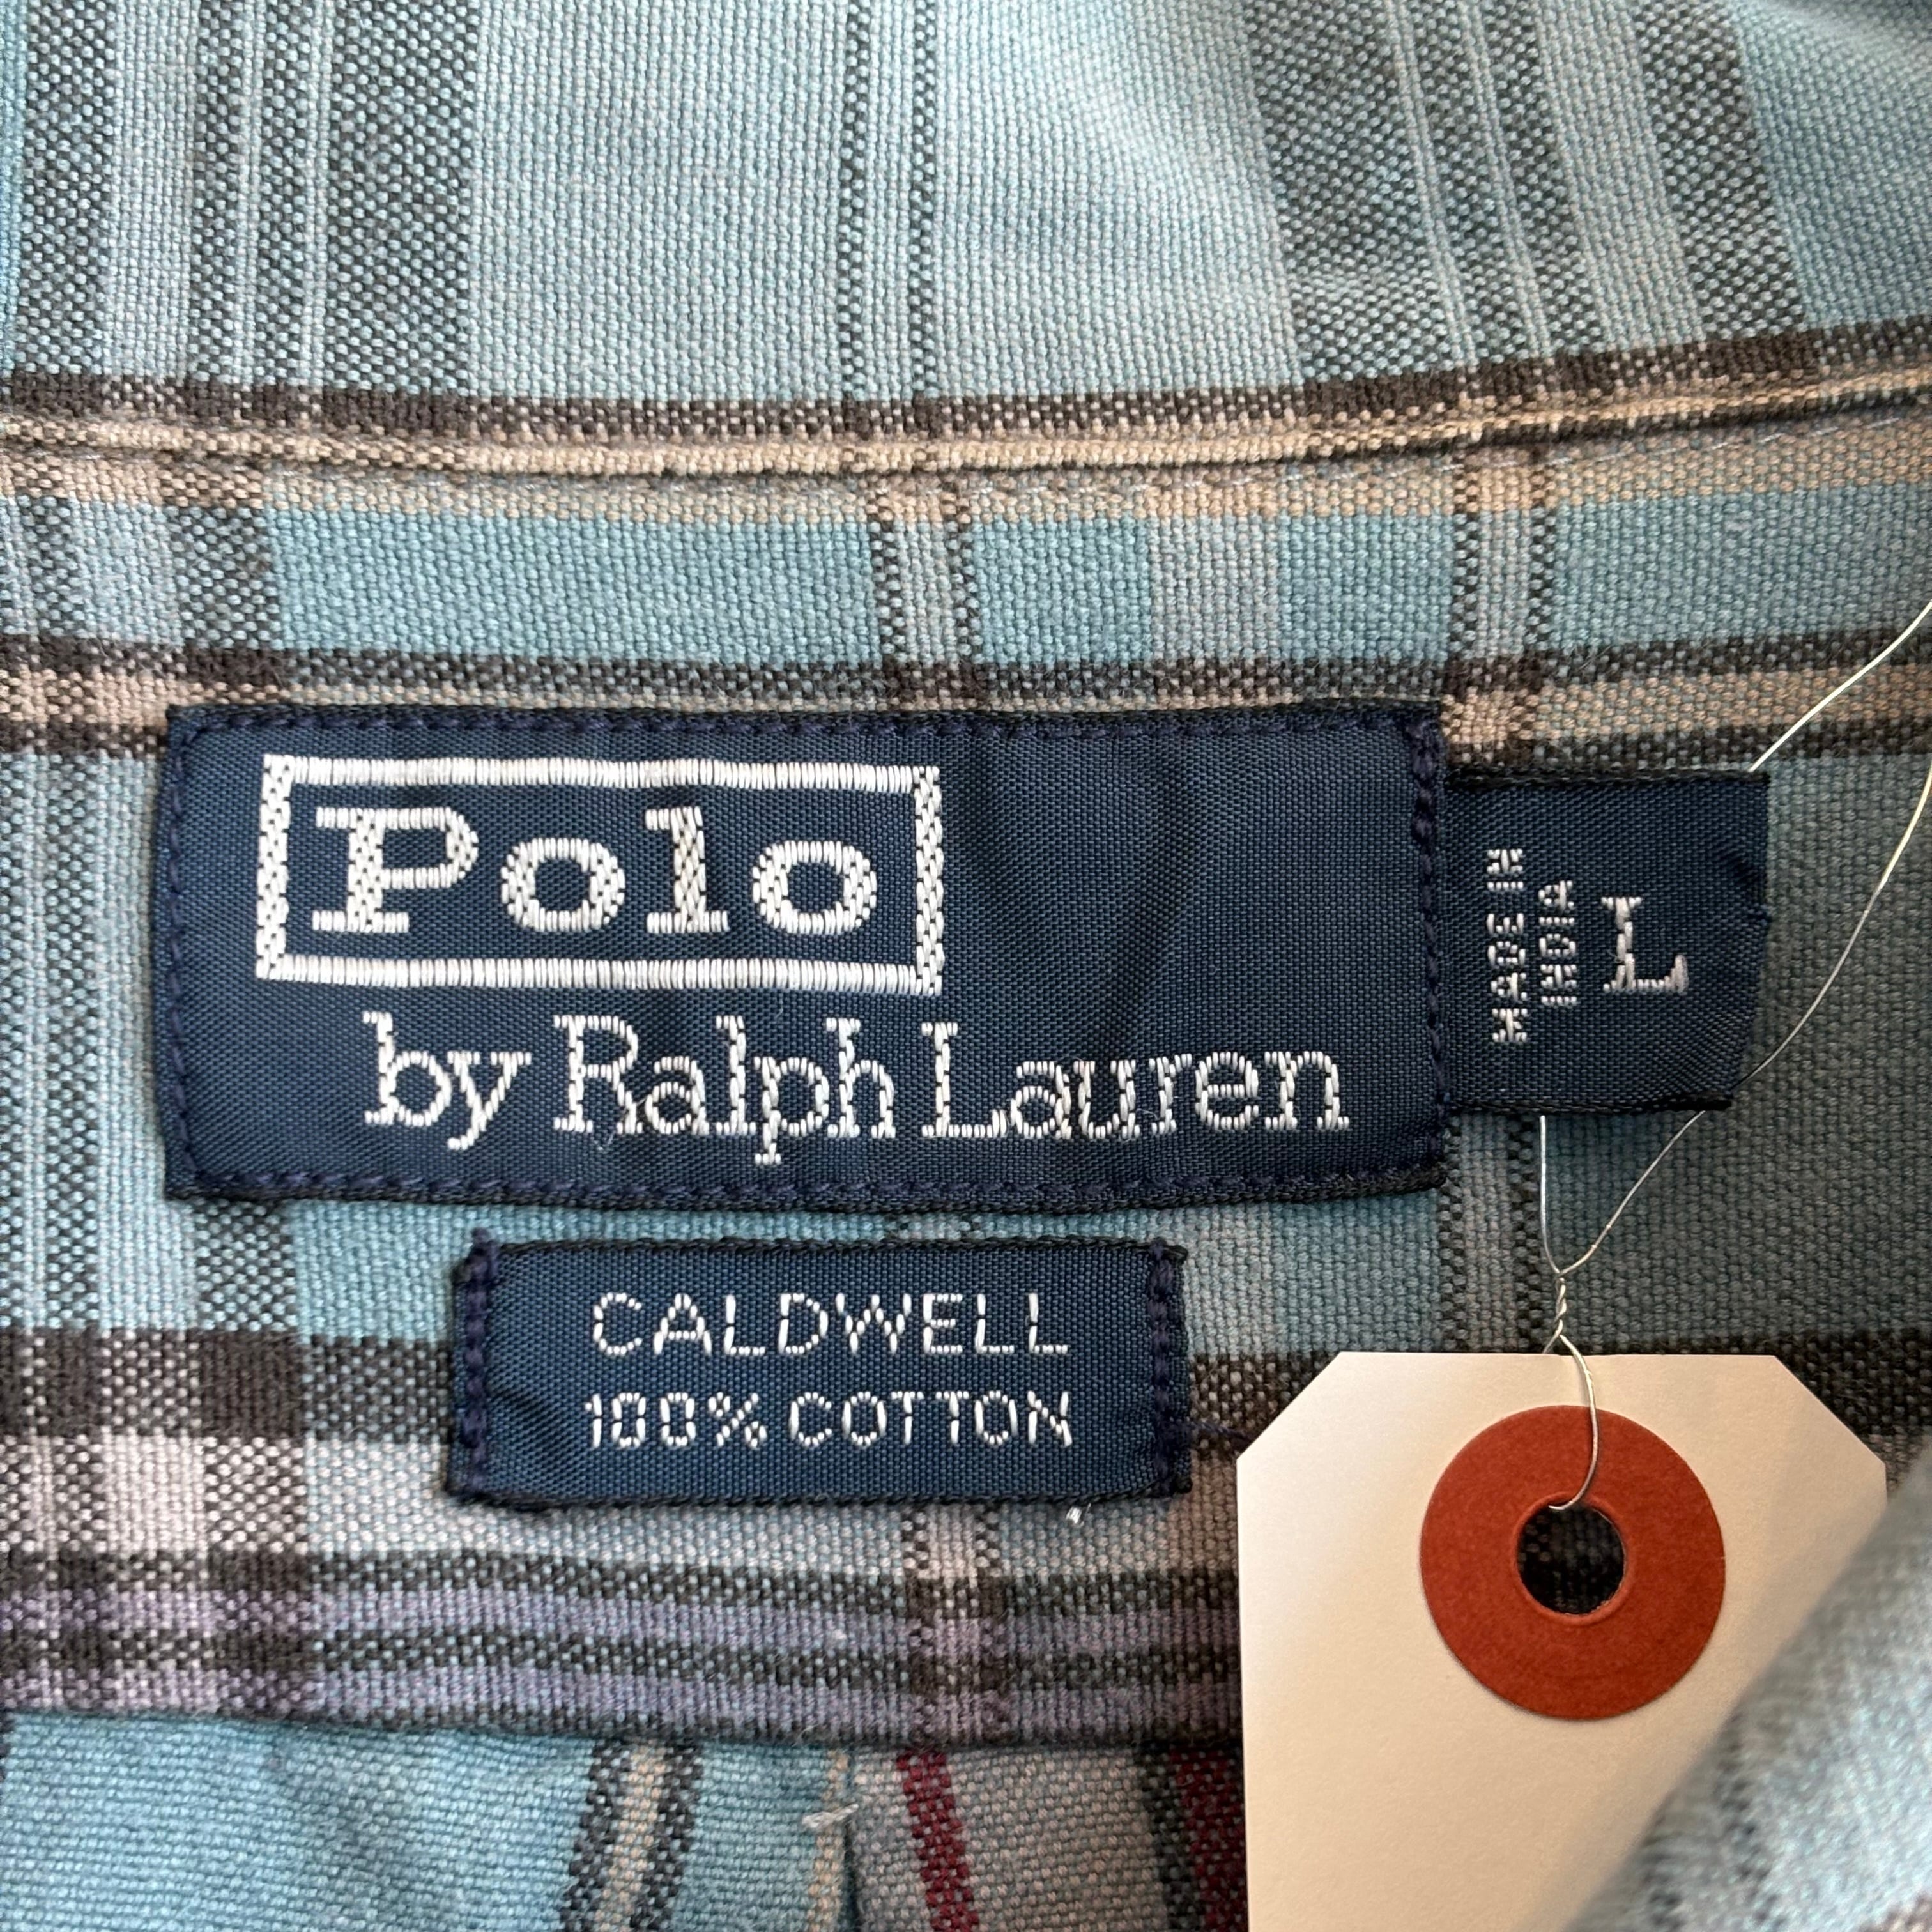 Polo
by Ralph Lauren
MADE IN
INDIA
L
CALDWELL
100% COTTON